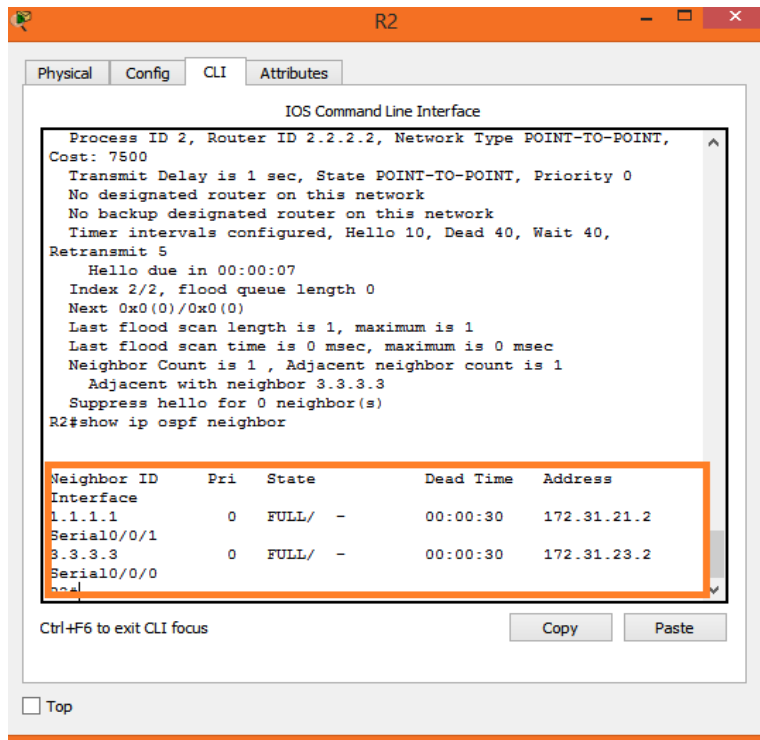 R2
Physical Config CLI Attributes
IOS Command Line Interface
Process ID 2, Router ID 2.2.2.2, Network Type POINT-TO-POINT,
Cost: 7500
Transmit Delay is 1 sec, State POINT-TO-POINT, Priority 0
No designated router on this network
No backup designated router on this network
Timer intervals configured, Hello 10, Dead 40, Wait 40,
Retransmit 5
Hello due in 00:00:07
Index 2/2, flood queue length 0
Next 0x0(0)/0x0(0)
Last flood scan length is 1, maximum is 1
Last flood scan time is 0 msec, maximum is 0 msec
Neighbor Count is 1 , Adjacent neighbor count is 1
Adjacent with neighbor 3.3.3.3
Suppress hello for 0 neighbor(s)
R2#show ip ospf neighbor
Neighbor ID Pri State Dead Time Address
Interface
1.1.1.1 0 FULL/ - 00:00:30 172.31.21.2
Serial0/0/1
3.3.3.3 0 FULL/ - 00:00:30 172.31.23.2
Serial0/0/0
R2#
Ctrl+F6 to exit CLI focus
Copy Paste
Top